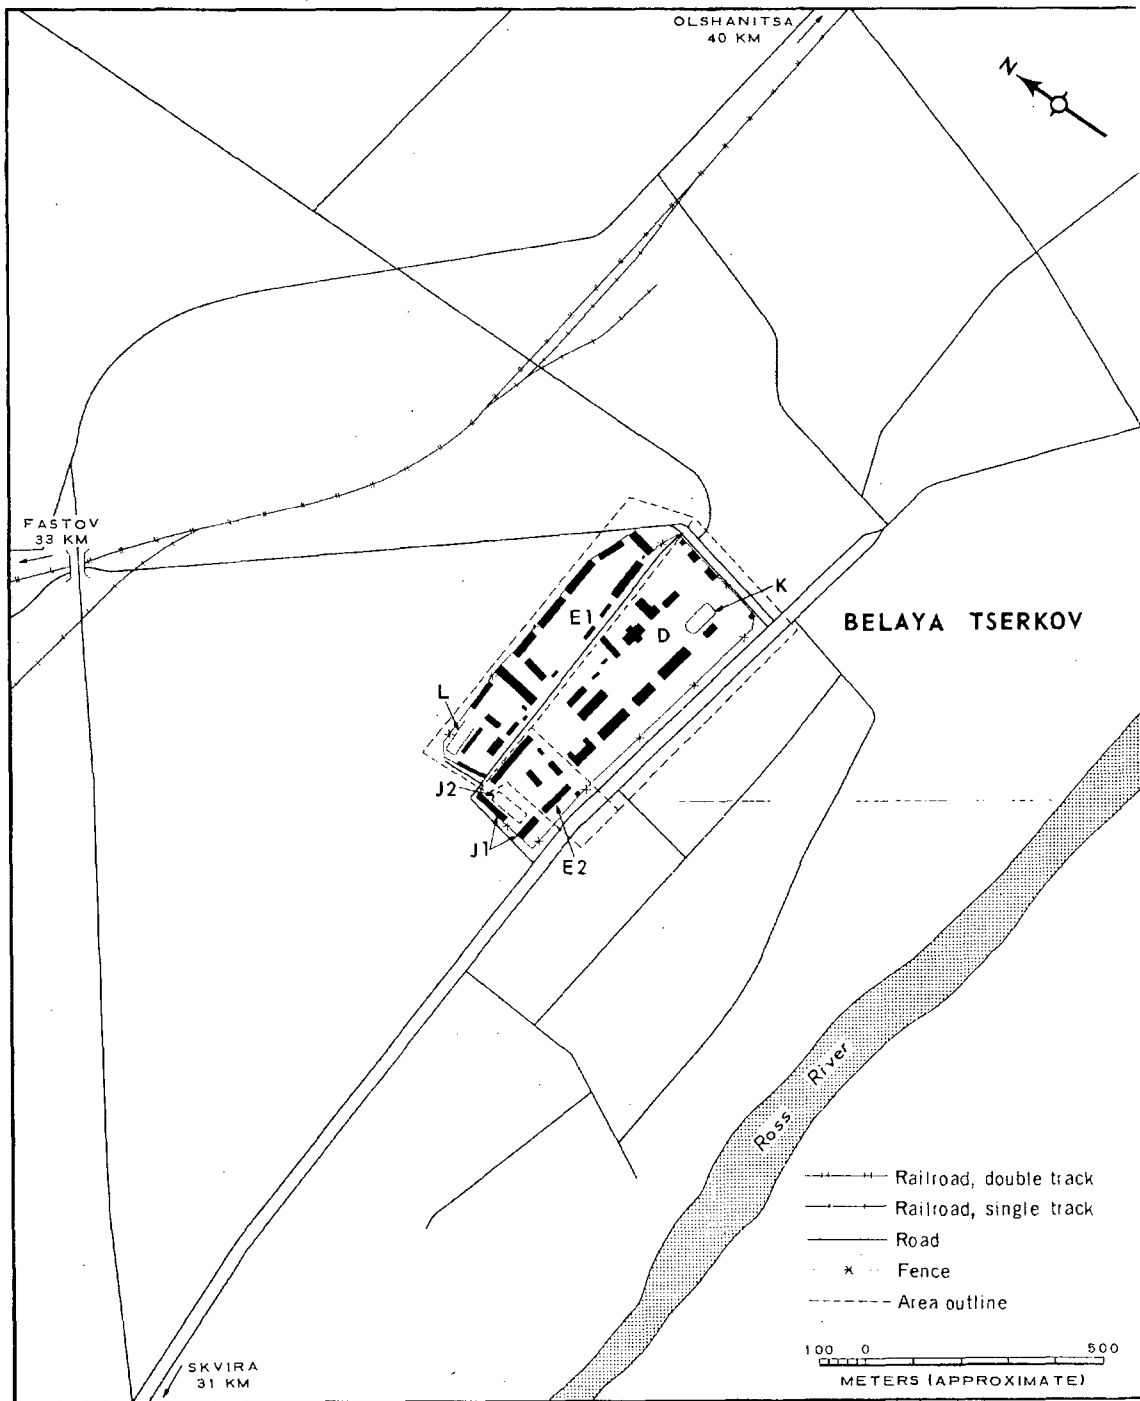 OLSHANITSA
40 KM
N
FASTOV
33 KM
K
BELAYA TSERKOV
E1
D
L
J2
J1
E2
Ross River
Railroad, double track
Railroad, single track
Road
Fence
Area outline
100 0 500
METERS (APPROXIMATE)
SKVIRA
31 KM